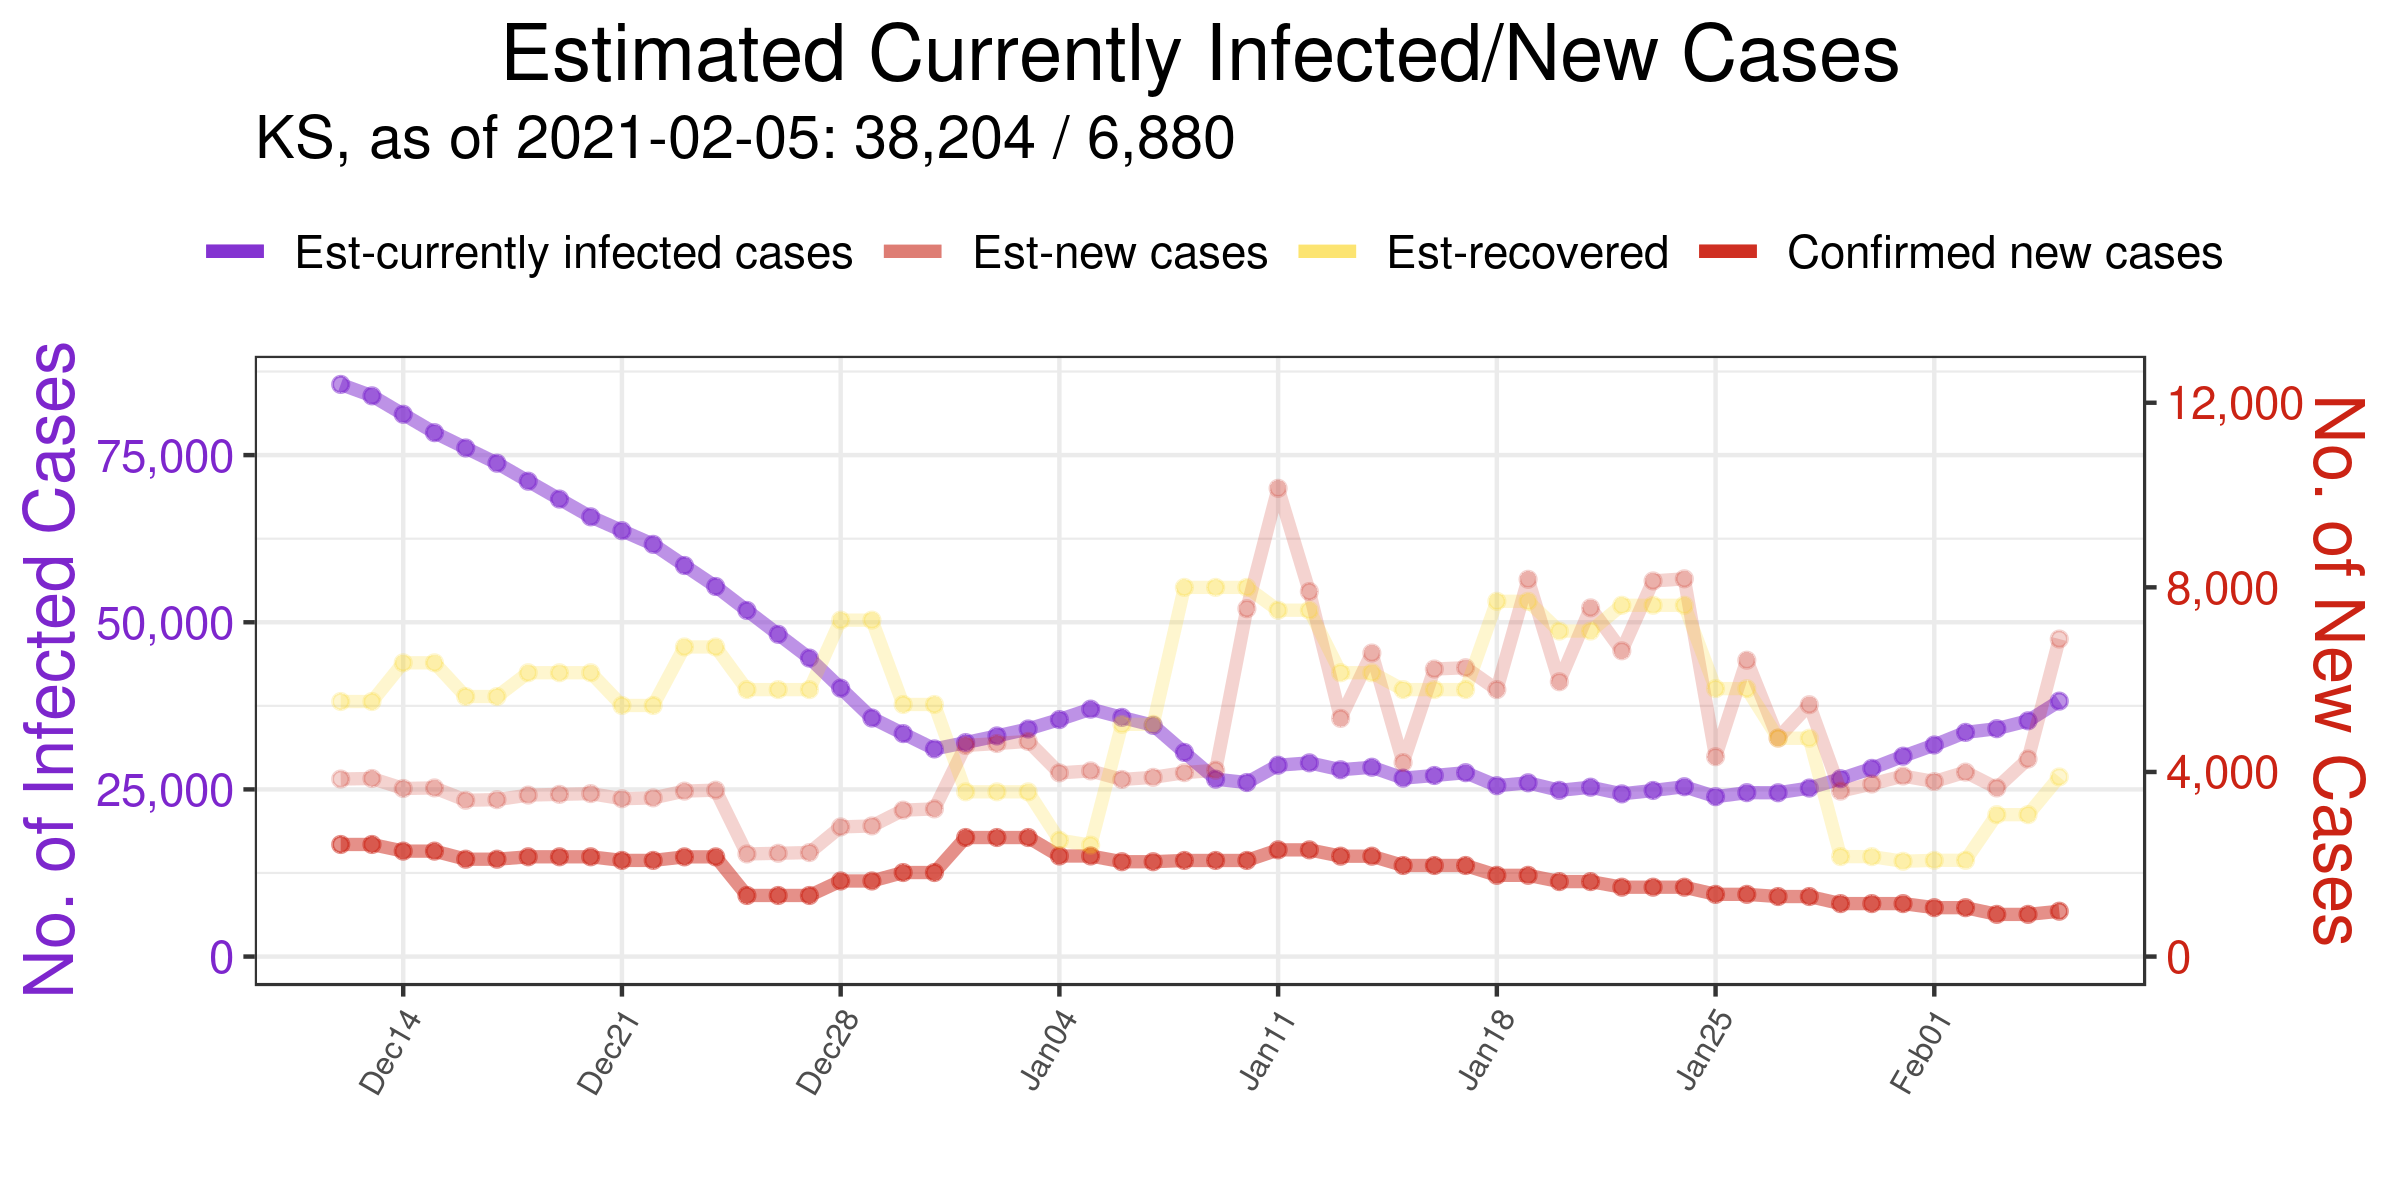 Estimated Currently Infected/New Cases
KS, as of 2021-02-05: 38,204 / 6,880
Est-currently infected cases Est-new cases Est-recovered Confirmed new cases
No. of Infected Cases
75,000
50,000
25,000
0
12,000
8,000
4,000
0
No. of New Cases
Dec14 Dec21 Dec28 Jan04 Jan11 Jan18 Jan25 Feb01